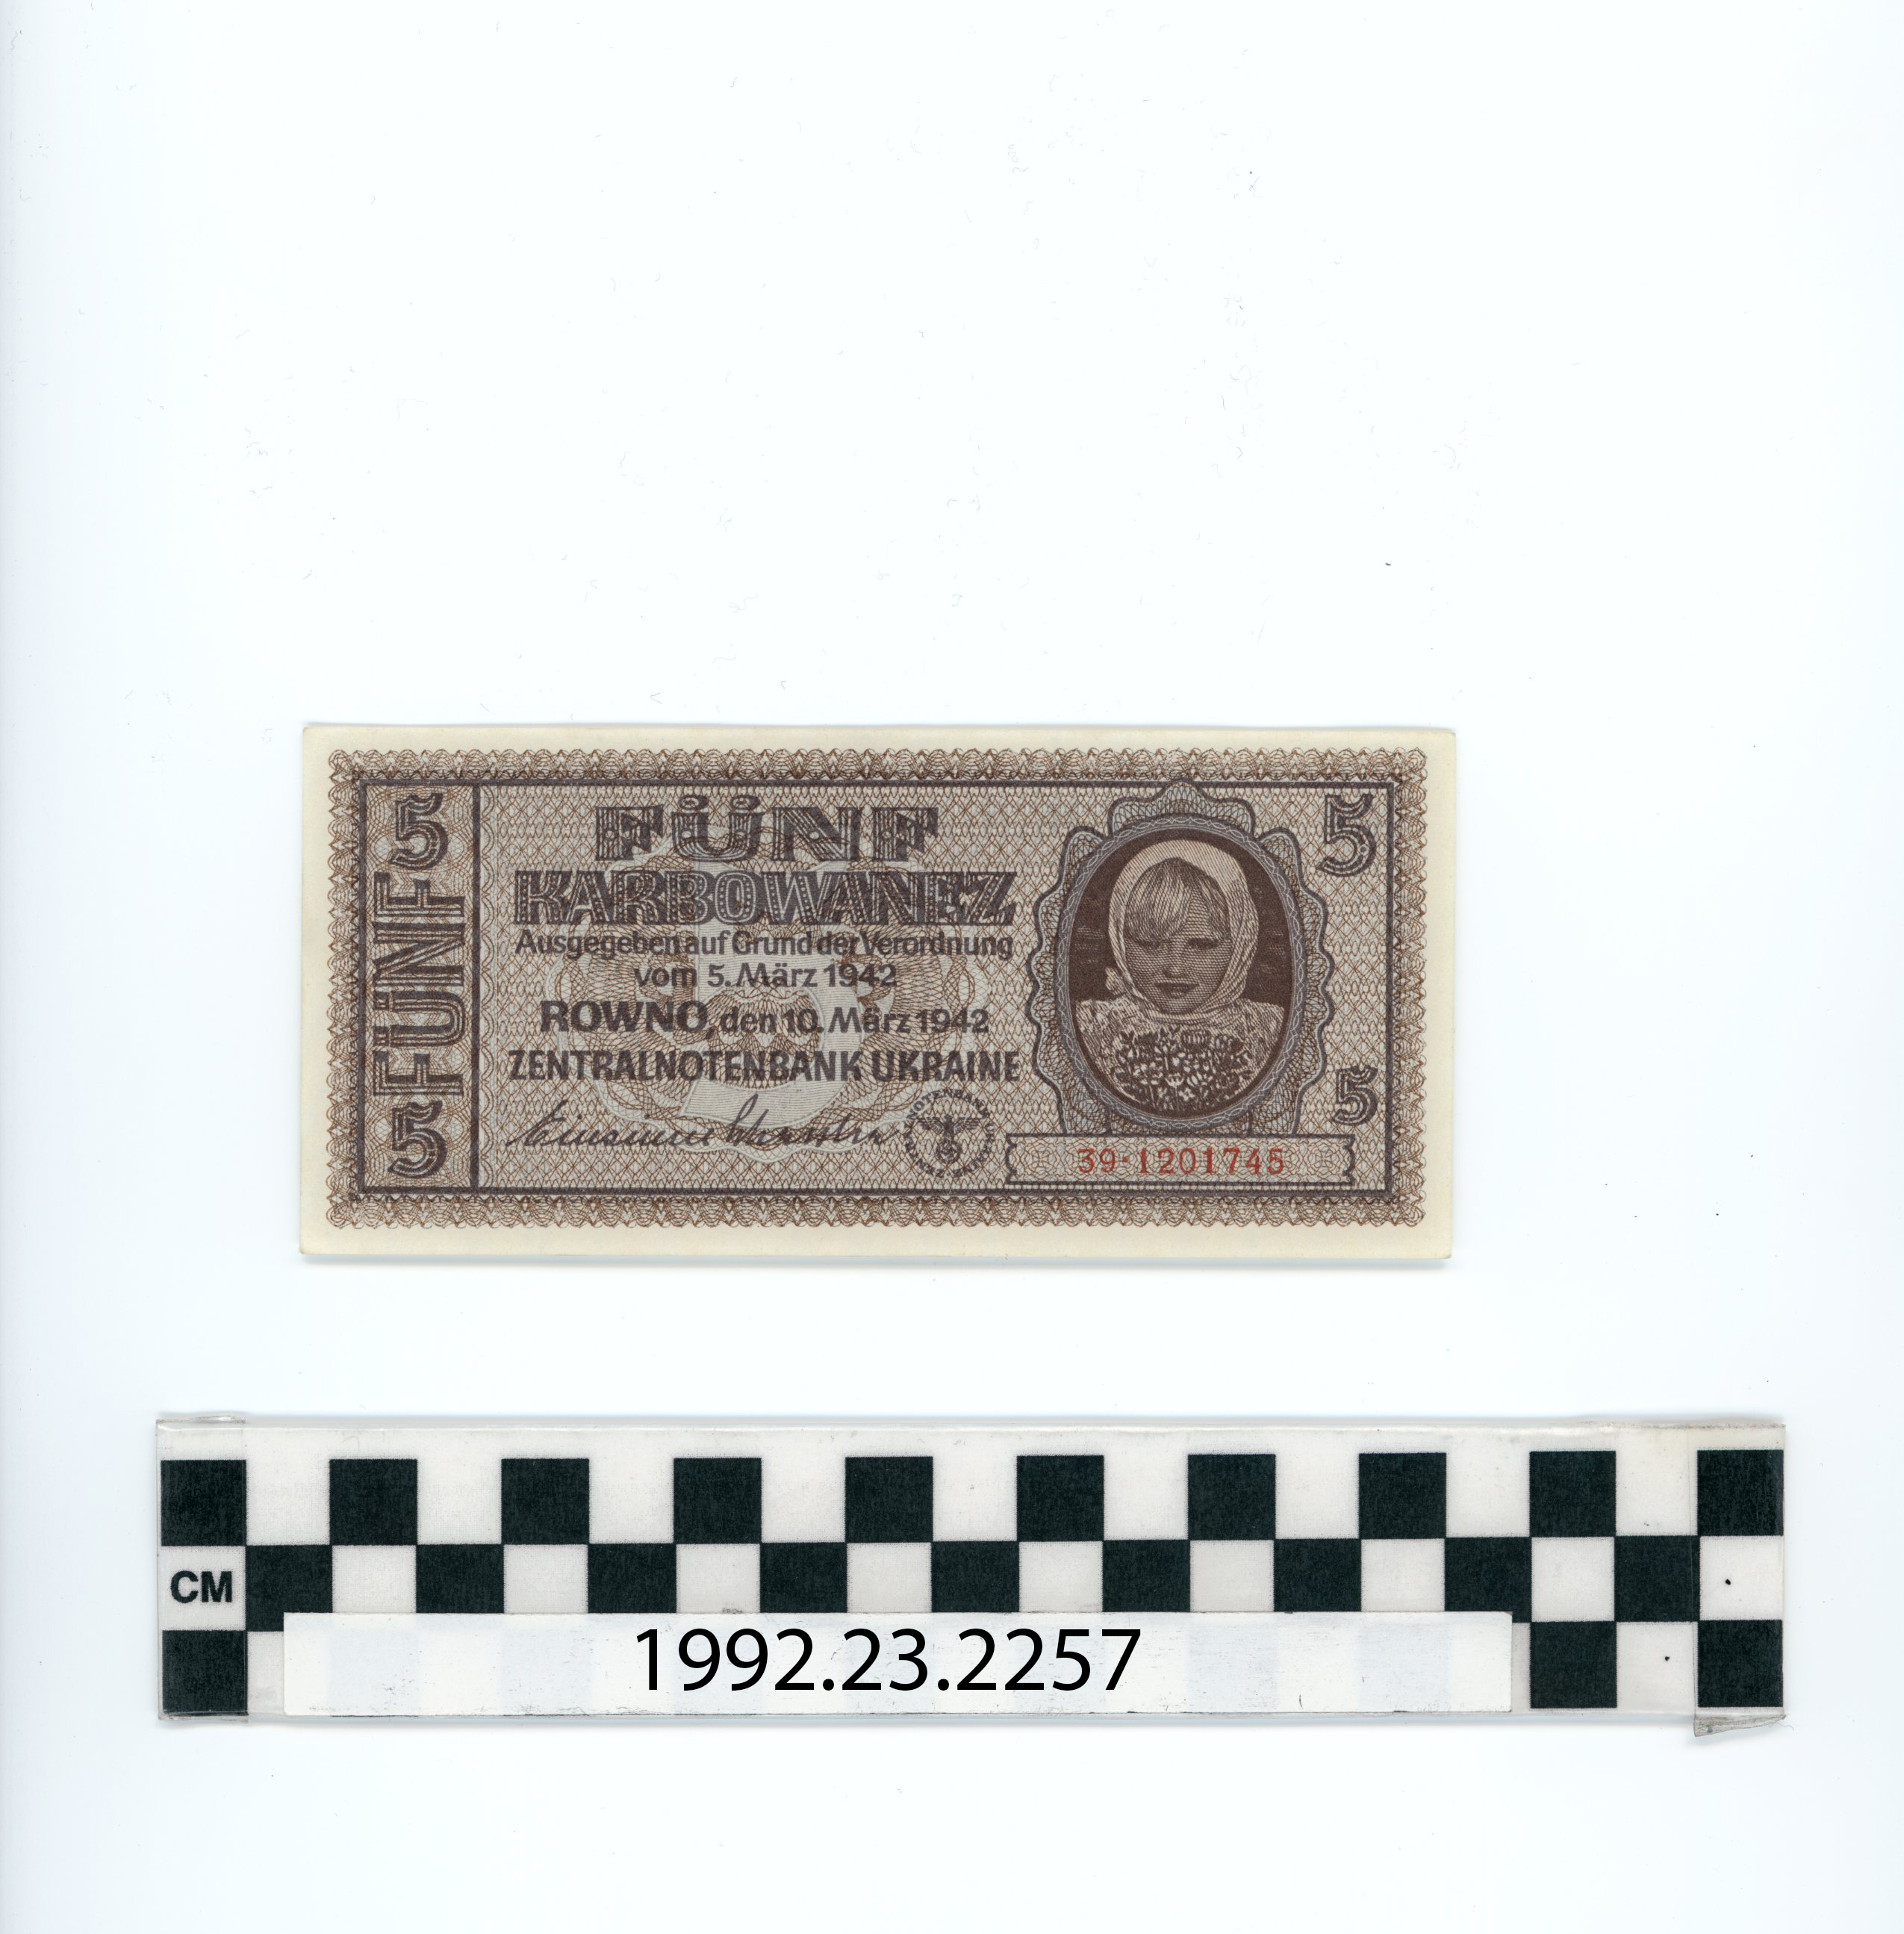 5 FÜNF 5
FÜNF
KARBOWANEZ
Ausgegeben auf Grund der Verordnung
vom 5. März 1942
ROWNO, den 10. März 1942
ZENTRALNOTENBANK UKRAINE
5
5
39·1201745
CM
1992.23.2257